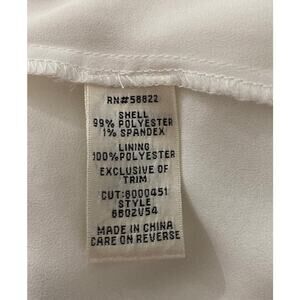 RN#58822
SHELL
99% POLYESTER
1% SPANDEX
LINING
100%POLYESTER
EXCLUSIVE OF
TRIM
CUT:8000451
STYLE
6602V54
MADE IN CHINA
CARE ON REVERSE